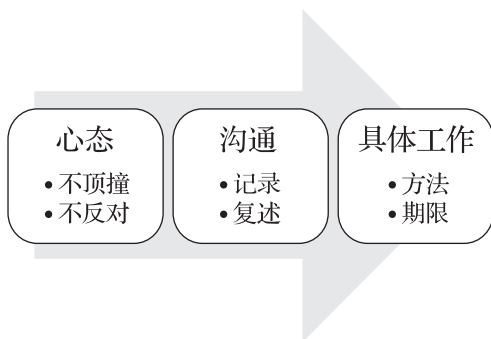 心态
• 不顶撞
• 不反对
沟通
• 记录
• 复述
具体工作
• 方法
• 期限